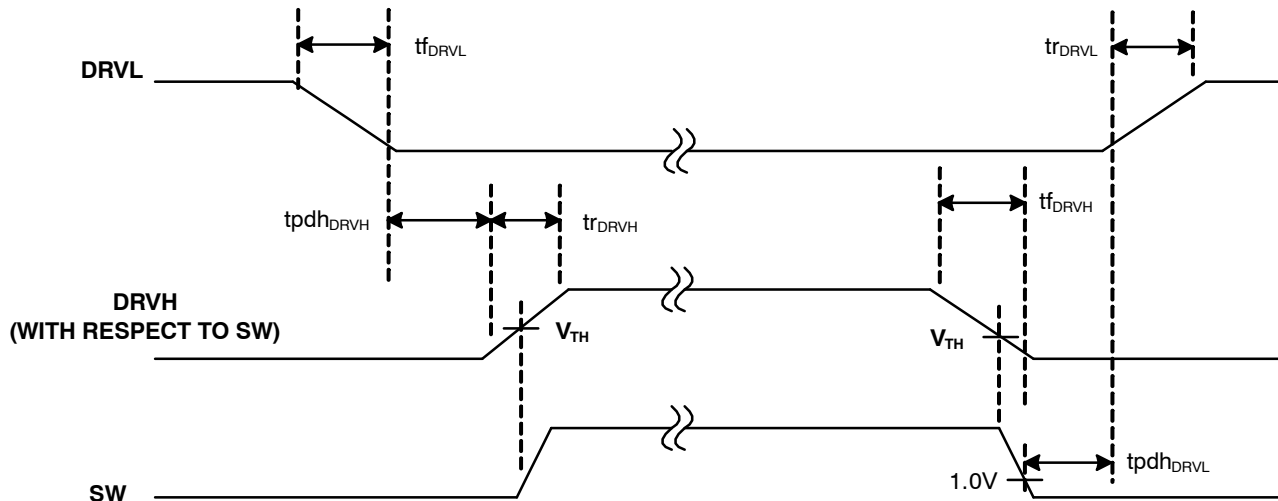 tfDRVL
trDRVL
DRVL
tpdhDRVH
trDRVH
tfDRVH
DRVH
(WITH RESPECT TO SW)
VTH
VTH
1.0V
tpdhDRVL
SW